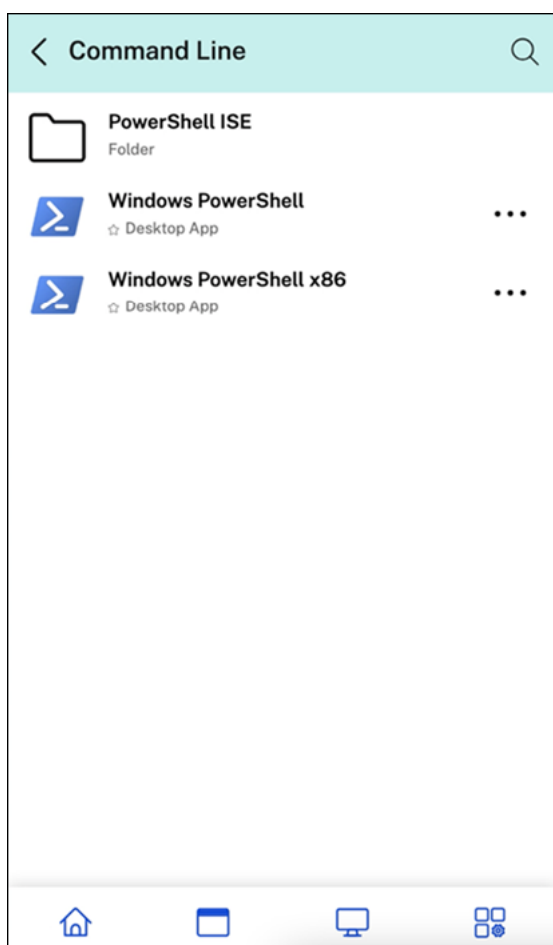 Command Line
PowerShell ISE
Folder
Windows PowerShell
Desktop App
Windows PowerShell x86
Desktop App